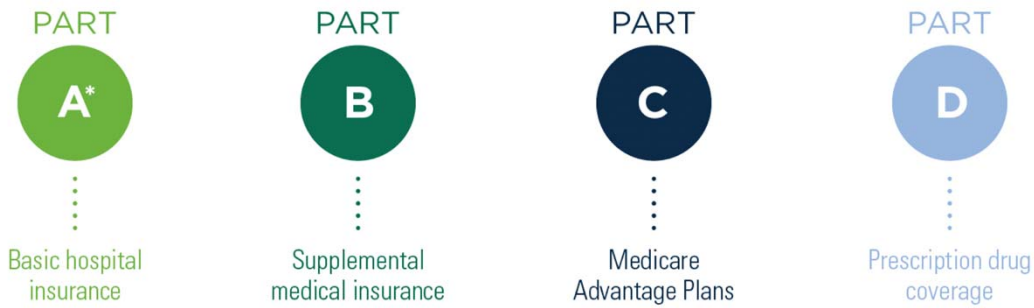 PART
A*
Basic hospital
insurance
PART
B
Supplemental
medical insurance
PART
C
Medicare
Advantage Plans
PART
D
Prescription drug
coverage